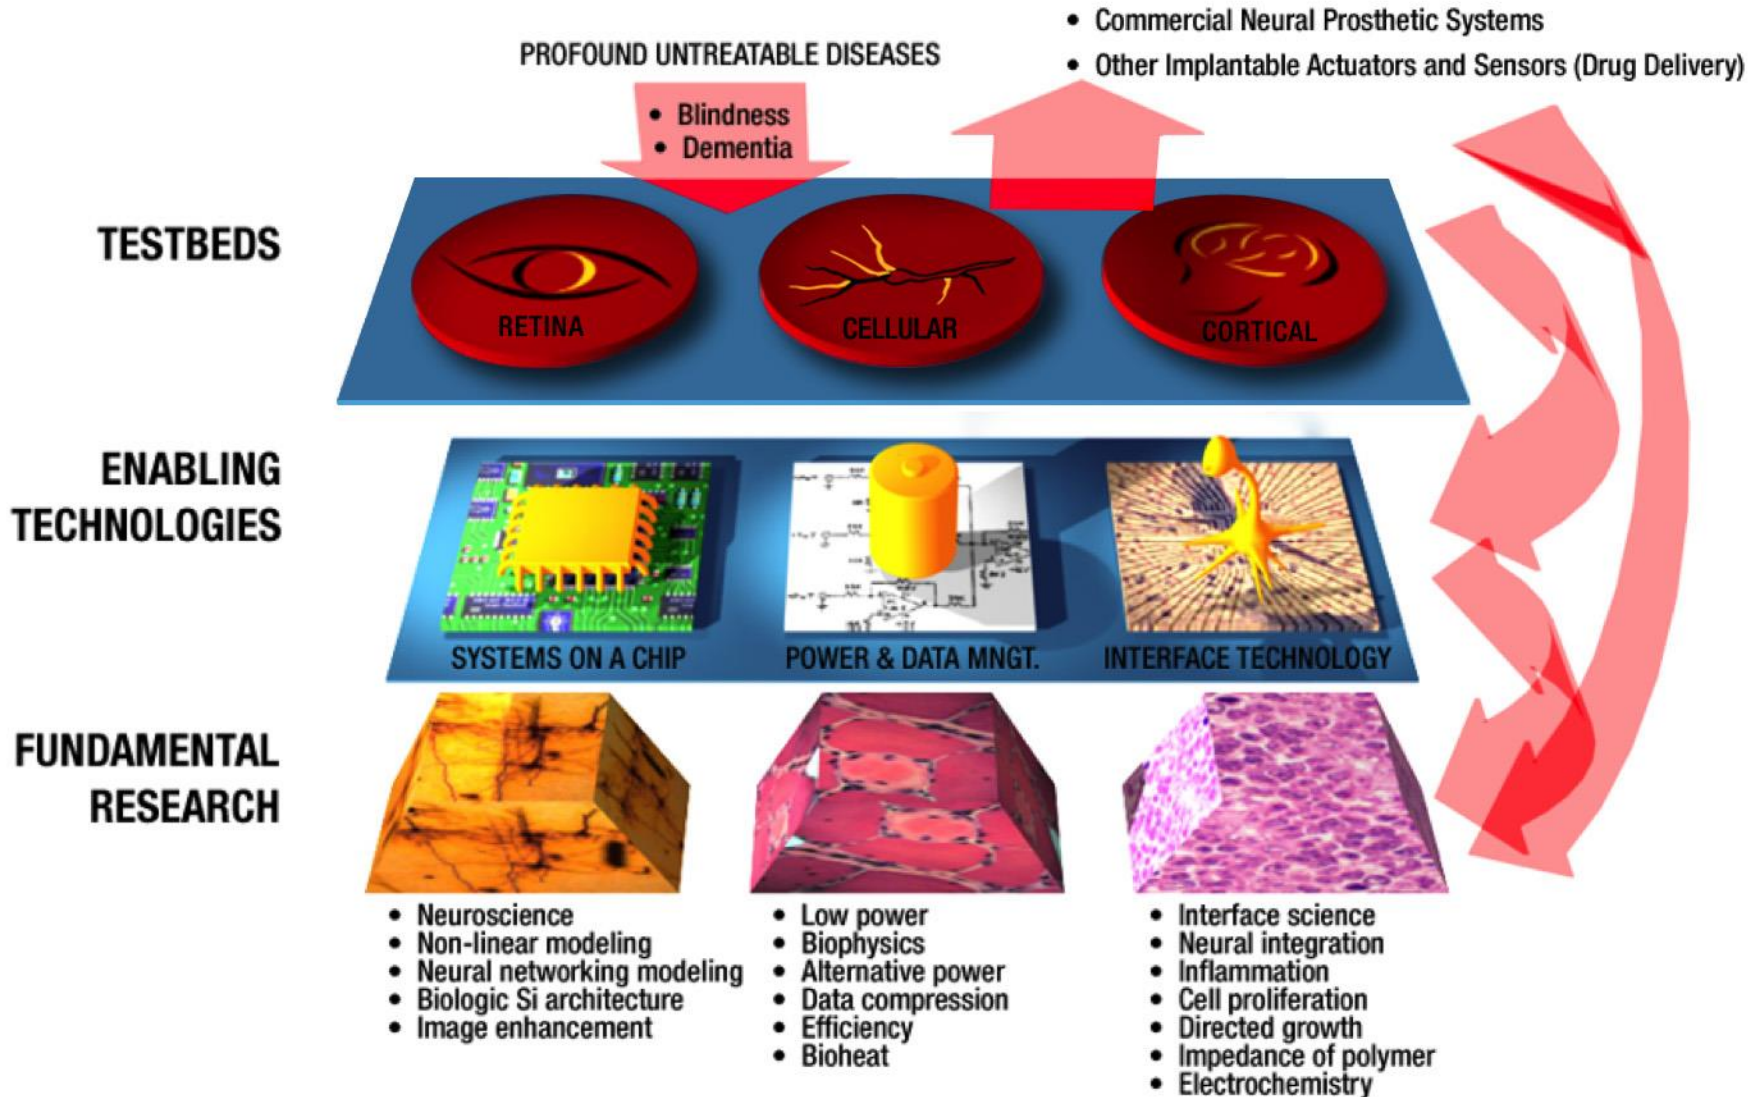 PROFOUND UNTREATABLE DISEASES
• Blindness
• Dementia
• Commercial Neural Prosthetic Systems
• Other Implantable Actuators and Sensors (Drug Delivery)
TESTBEDS
RETINA
CELLULAR
CORTICAL
ENABLING
TECHNOLOGIES
SYSTEMS ON A CHIP
POWER & DATA MNGT.
INTERFACE TECHNOLOGY
FUNDAMENTAL
RESEARCH
• Neuroscience
• Non-linear modeling
• Neural networking modeling
• Biologic Si architecture
• Image enhancement
• Low power
• Biophysics
• Alternative power
• Data compression
• Efficiency
• Bioheat
• Interface science
• Neural integration
• Inflammation
• Cell proliferation
• Directed growth
• Impedance of polymer
• Electrochemistry